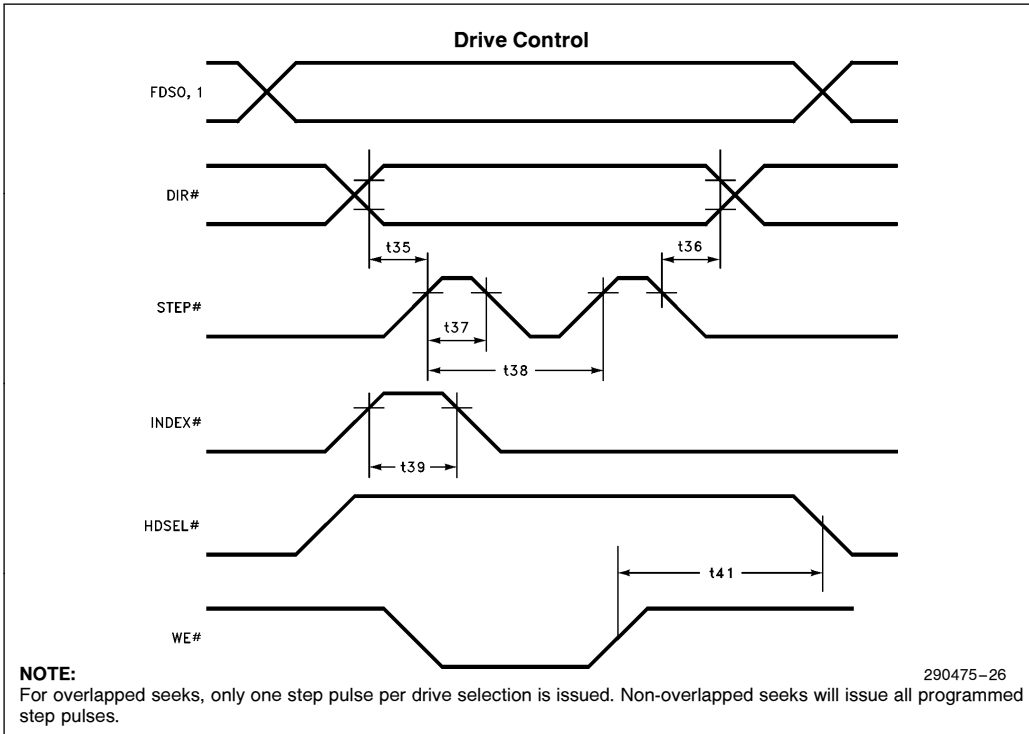 Drive Control
FDS0, 1
DIR#
t35
t36
STEP#
t37
t38
INDEX#
t39
HDSEL#
t41
WE#
NOTE:
290475–26
For overlapped seeks, only one step pulse per drive selection is issued. Non-overlapped seeks will issue all programmed
step pulses.